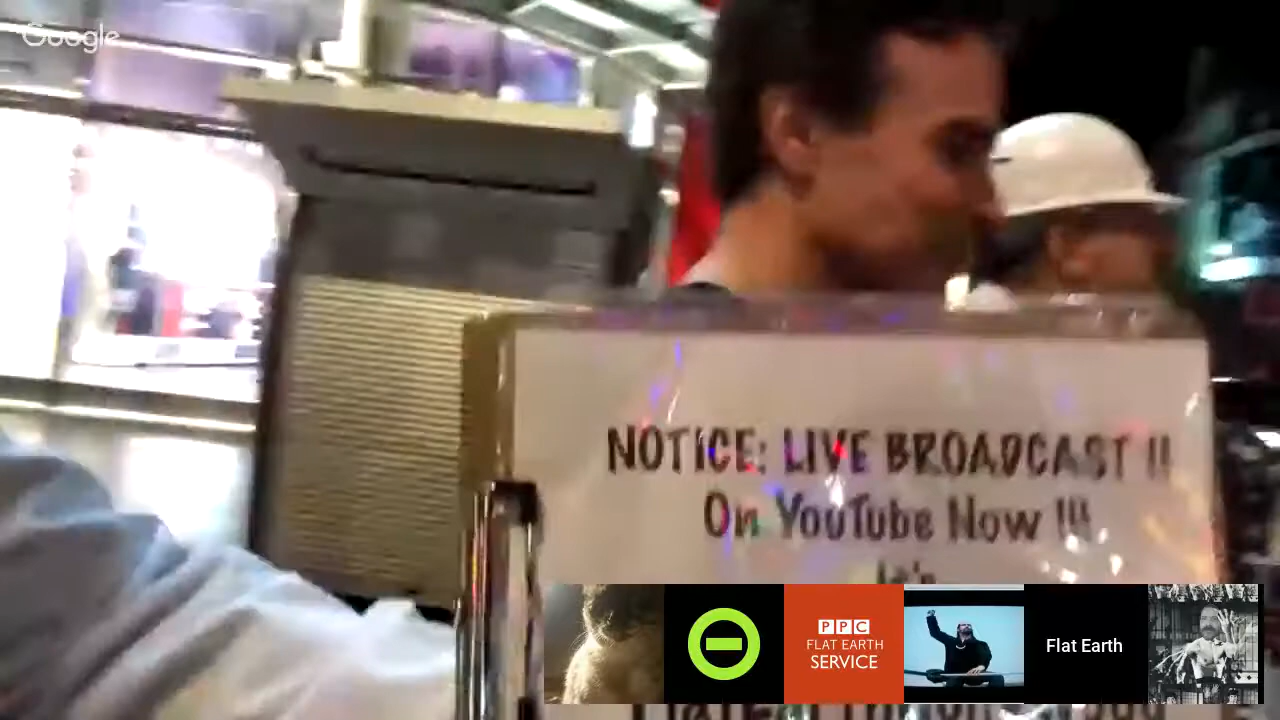 Google
NOTICE: LIVE BROADCAST !!
On YouTube Now !!!
PPC
FLAT EARTH
SERVICE
Flat Earth